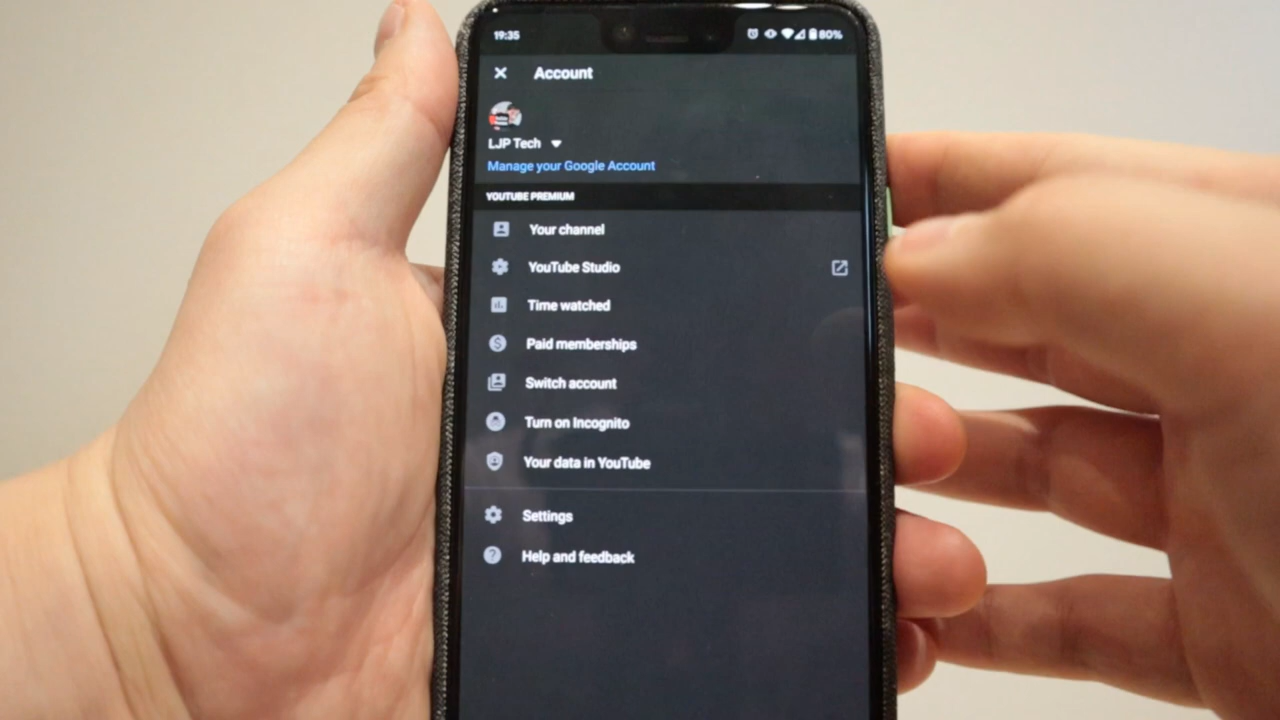 19:35
80%
Account
LJP Tech
Manage your Google Account
YOUTUBE PREMIUM
Your channel
YouTube Studio
Time watched
Paid memberships
Switch account
Turn on Incognito
Your data in YouTube
Settings
Help and feedback